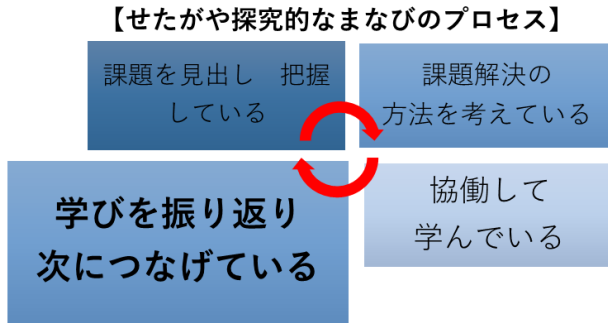 【せたがや探究的なまなびのプロセス】
課題を見出し　把握
している
課題解決の
方法を考えている
学びを振り返り
次につなげている
協働して
学んでいる